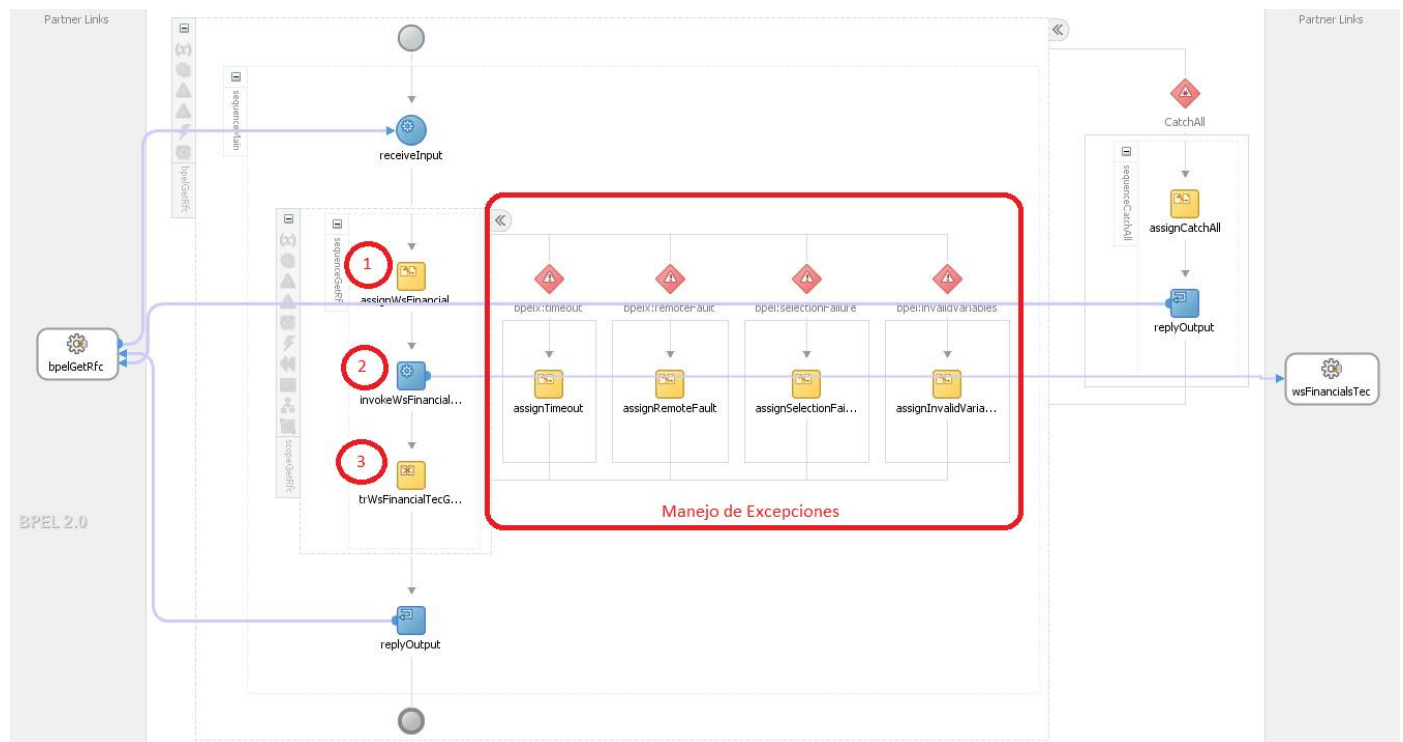 Partner Links
Partner Links
(x)
CatchAll
sequenceMain
receiveInput
bpelGetRfc
sequenceCatchAll
assignCatchAll
(x)
1
assignWsFinancial
bpelx:timeout
bpelx:remoteFault
bpel:selectionFailure
bpel:invalidVariables
replyOutput
bpelGetRfc
2
invokeWsFinancial...
assignTimeout
assignRemoteFault
assignSelectionFai...
assignInvalidVaria...
wsFinancialsTec
3
scopeGetRfc
trWsFinancialTecG...
Manejo de Excepciones
BPEL 2.0
replyOutput